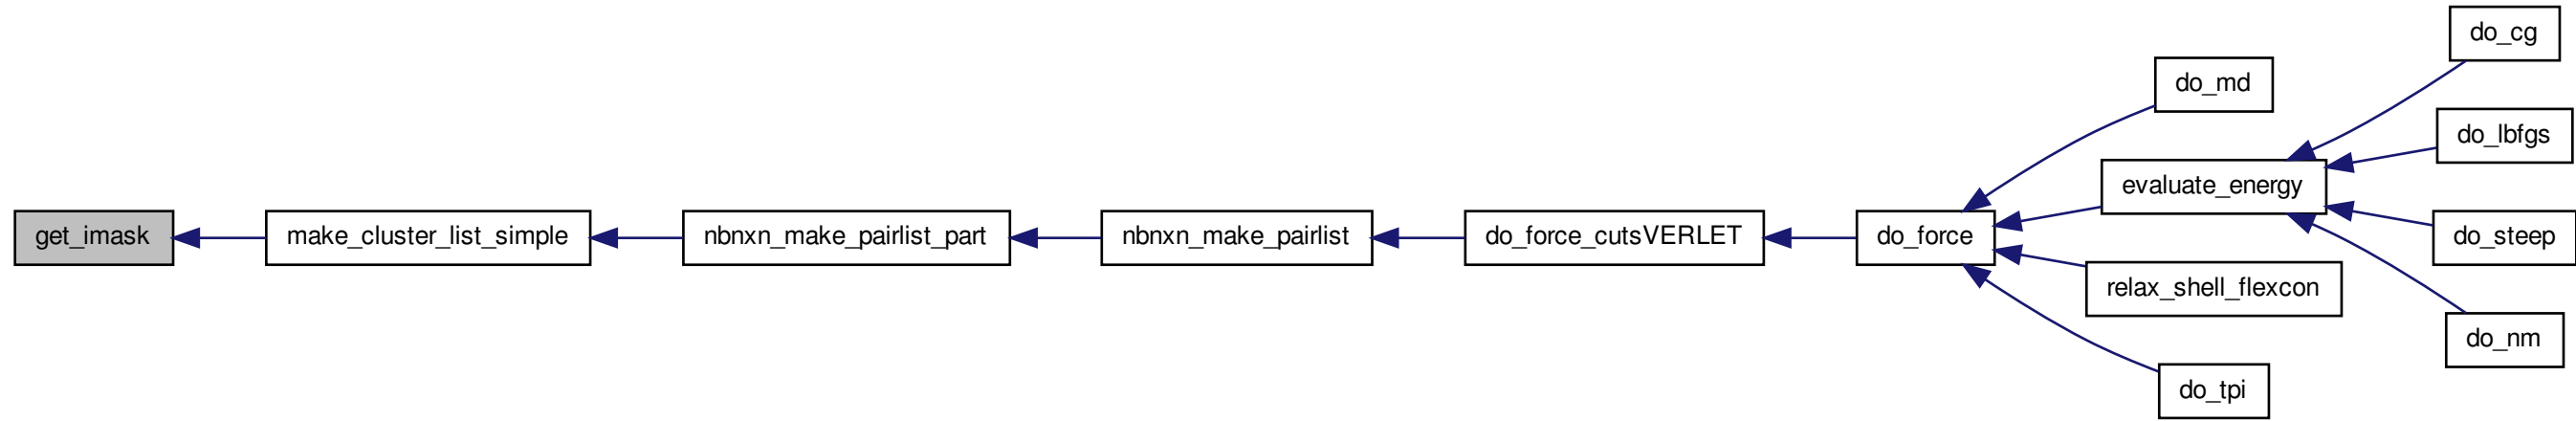 get_imask
make_cluster_list_simple
nbnxn_make_pairlist_part
nbnxn_make_pairlist
do_force_cutsVERLET
do_force
do_md
evaluate_energy
relax_shell_flexcon
do_tpi
do_cg
do_lbfgs
do_steep
do_nm